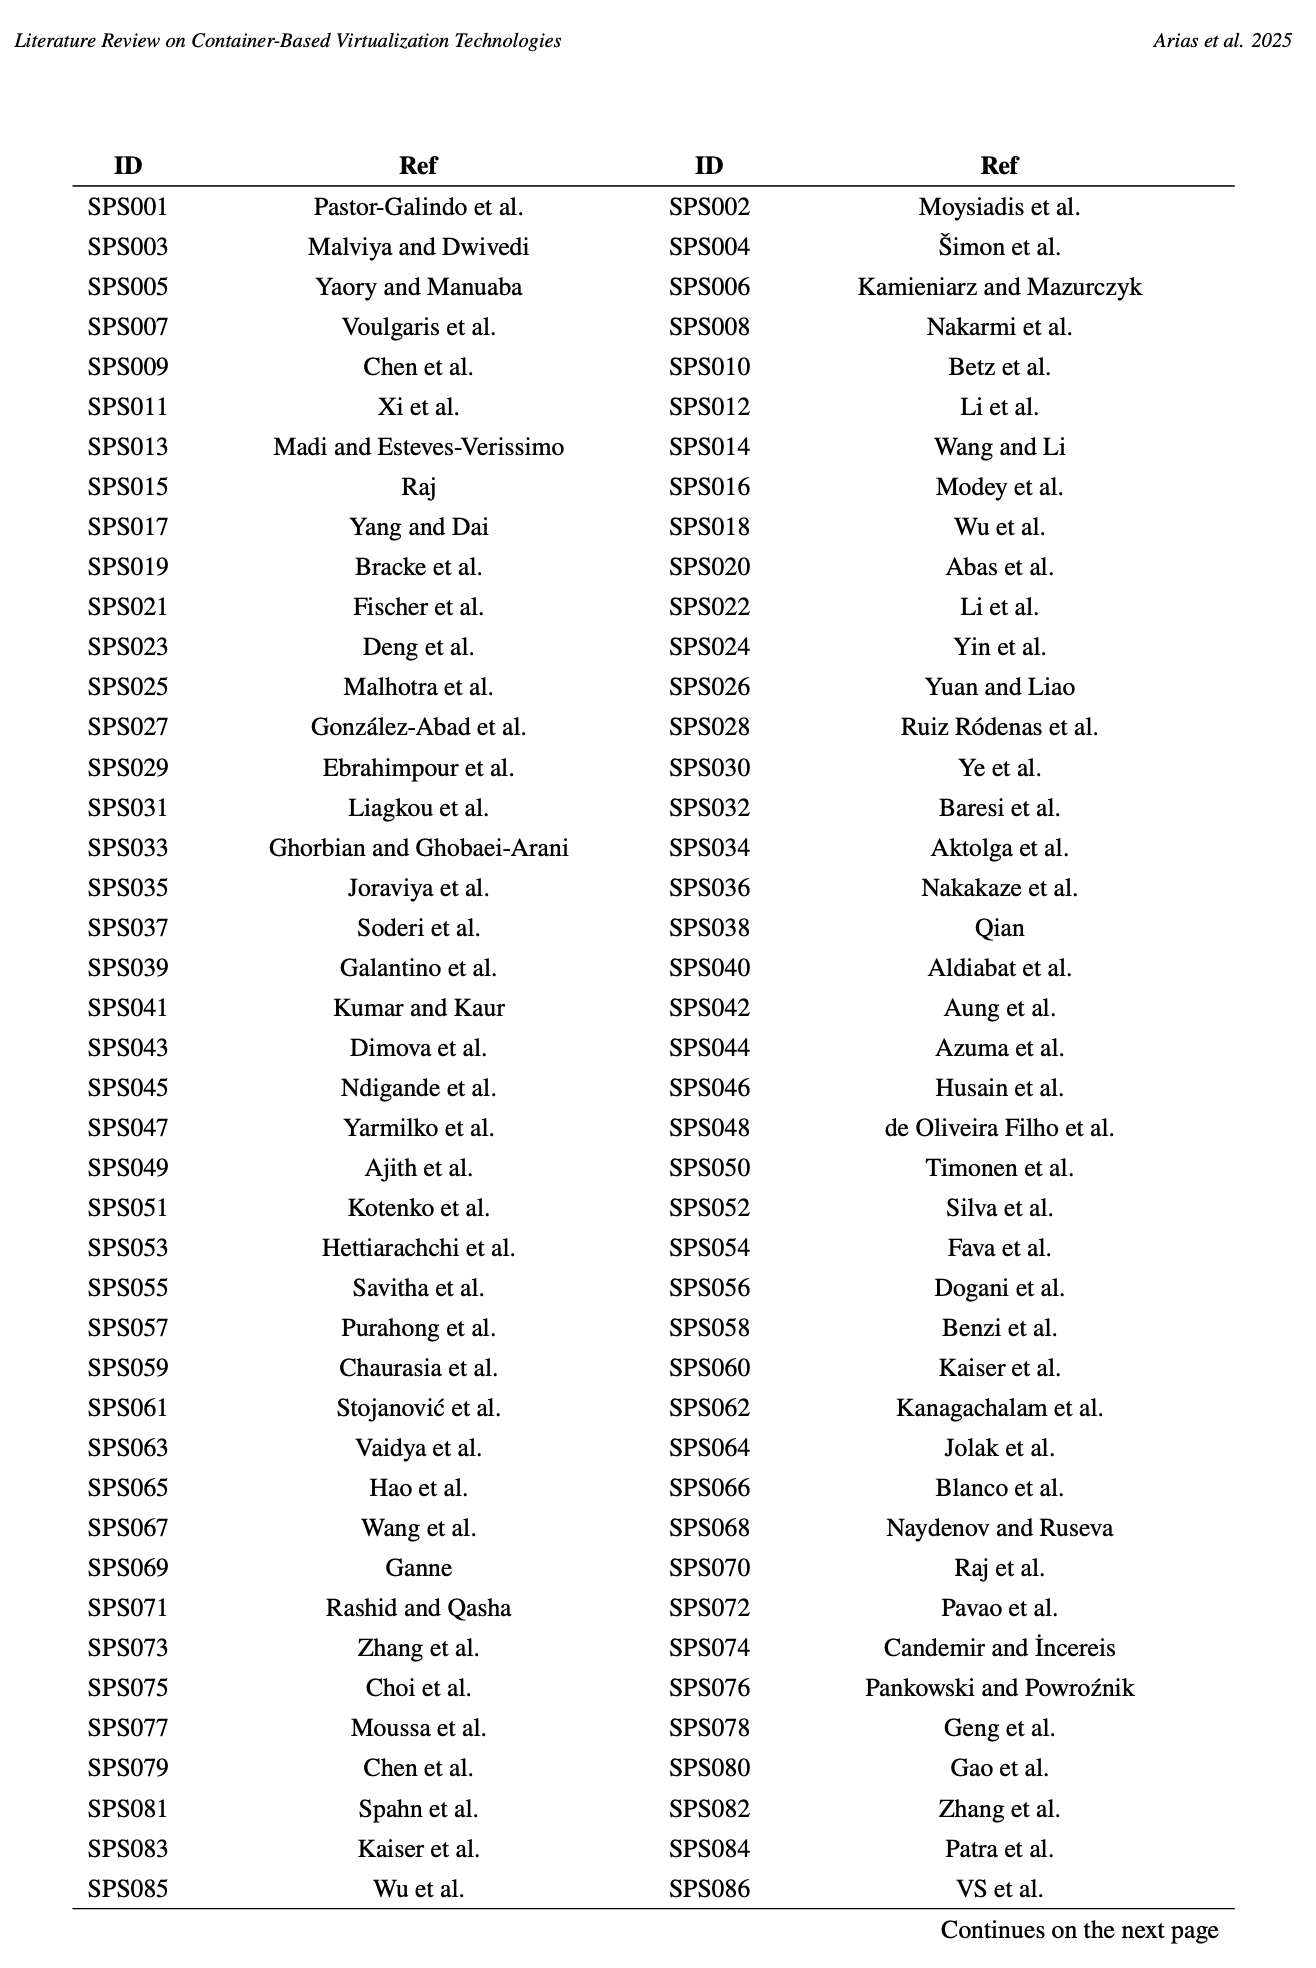 Literature Review on Container-Based Virtualization Technologies Arias et al. 2025
ID Ref ID Ref
SPS001 Pastor-Galindo et al. SPS002 Moysiadis et al.
SPS003 Malviya and Dwivedi SPS004 Šimon et al.
SPS005 Yaory and Manuaba SPS006 Kamieniarz and Mazurczyk
SPS007 Voulgaris et al. SPS008 Nakarmi et al.
SPS009 Chen et al. SPS010 Betz et al.
SPS011 Xi et al. SPS012 Li et al.
SPS013 Madi and Esteves-Verissimo SPS014 Wang and Li
SPS015 Raj SPS016 Modey et al.
SPS017 Yang and Dai SPS018 Wu et al.
SPS019 Bracke et al. SPS020 Abas et al.
SPS021 Fischer et al. SPS022 Li et al.
SPS023 Deng et al. SPS024 Yin et al.
SPS025 Malhotra et al. SPS026 Yuan and Liao
SPS027 González-Abad et al. SPS028 Ruiz Ródenas et al.
SPS029 Ebrahimpour et al. SPS030 Ye et al.
SPS031 Liagkou et al. SPS032 Baresi et al.
SPS033 Ghorbian and Ghobaei-Arani SPS034 Aktolga et al.
SPS035 Joraviya et al. SPS036 Nakakaze et al.
SPS037 Soderi et al. SPS038 Qian
SPS039 Galantino et al. SPS040 Aldiabat et al.
SPS041 Kumar and Kaur SPS042 Aung et al.
SPS043 Dimova et al. SPS044 Azuma et al.
SPS045 Ndigande et al. SPS046 Husain et al.
SPS047 Yarmilko et al. SPS048 de Oliveira Filho et al.
SPS049 Ajith et al. SPS050 Timonen et al.
SPS051 Kotenko et al. SPS052 Silva et al.
SPS053 Hettiarachchi et al. SPS054 Fava et al.
SPS055 Savitha et al. SPS056 Dogani et al.
SPS057 Purahong et al. SPS058 Benzi et al.
SPS059 Chaurasia et al. SPS060 Kaiser et al.
SPS061 Stojanović et al. SPS062 Kanagachalam et al.
SPS063 Vaidya et al. SPS064 Jolak et al.
SPS065 Hao et al. SPS066 Blanco et al.
SPS067 Wang et al. SPS068 Naydenov and Ruseva
SPS069 Ganne SPS070 Raj et al.
SPS071 Rashid and Qasha SPS072 Pavao et al.
SPS073 Zhang et al. SPS074 Candemir and İncereis
SPS075 Choi et al. SPS076 Pankowski and Powroźnik
SPS077 Moussa et al. SPS078 Geng et al.
SPS079 Chen et al. SPS080 Gao et al.
SPS081 Spahn et al. SPS082 Zhang et al.
SPS083 Kaiser et al. SPS084 Patra et al.
SPS085 Wu et al. SPS086 VS et al.
Continues on the next page